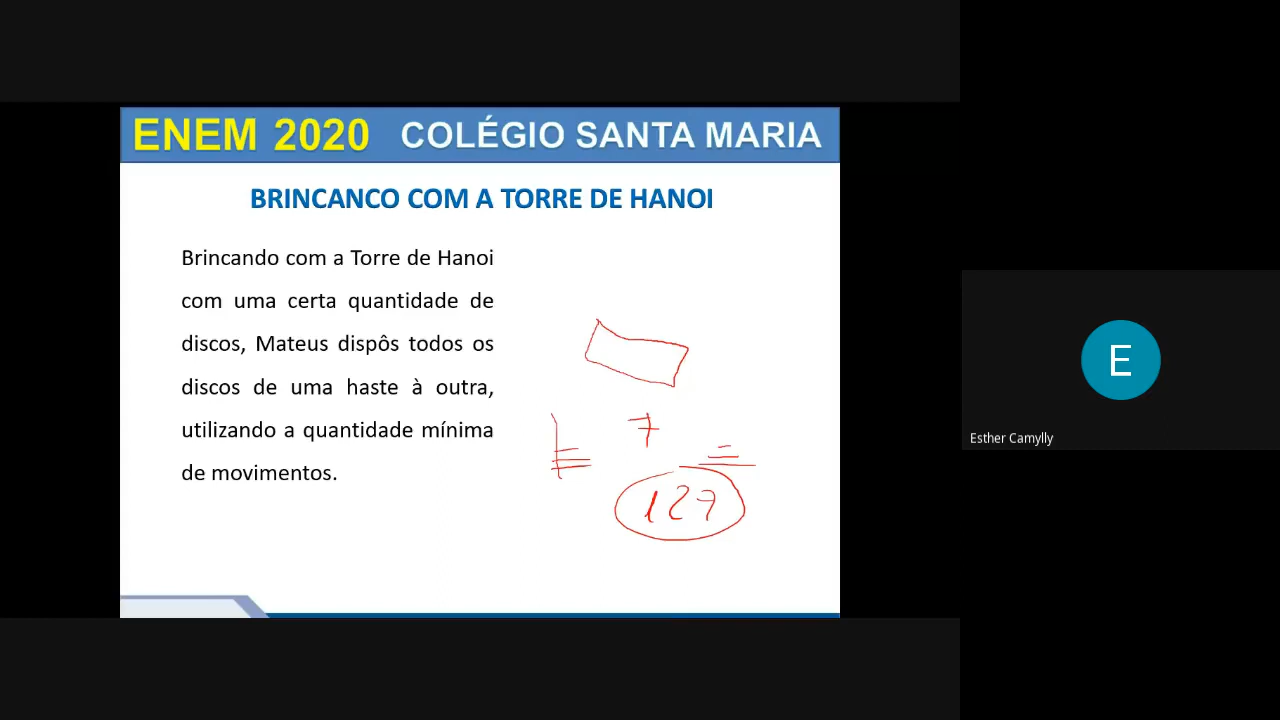 ENEM 2020 COLÉGIO SANTA MARIA
BRINCANCO COM A TORRE DE HANOI
Brincando com a Torre de Hanoi
com uma certa quantidade de
discos, Mateus dispôs todos os
discos de uma haste à outra,
utilizando a quantidade mínima
de movimentos.
7
127
E
Esther Camylly